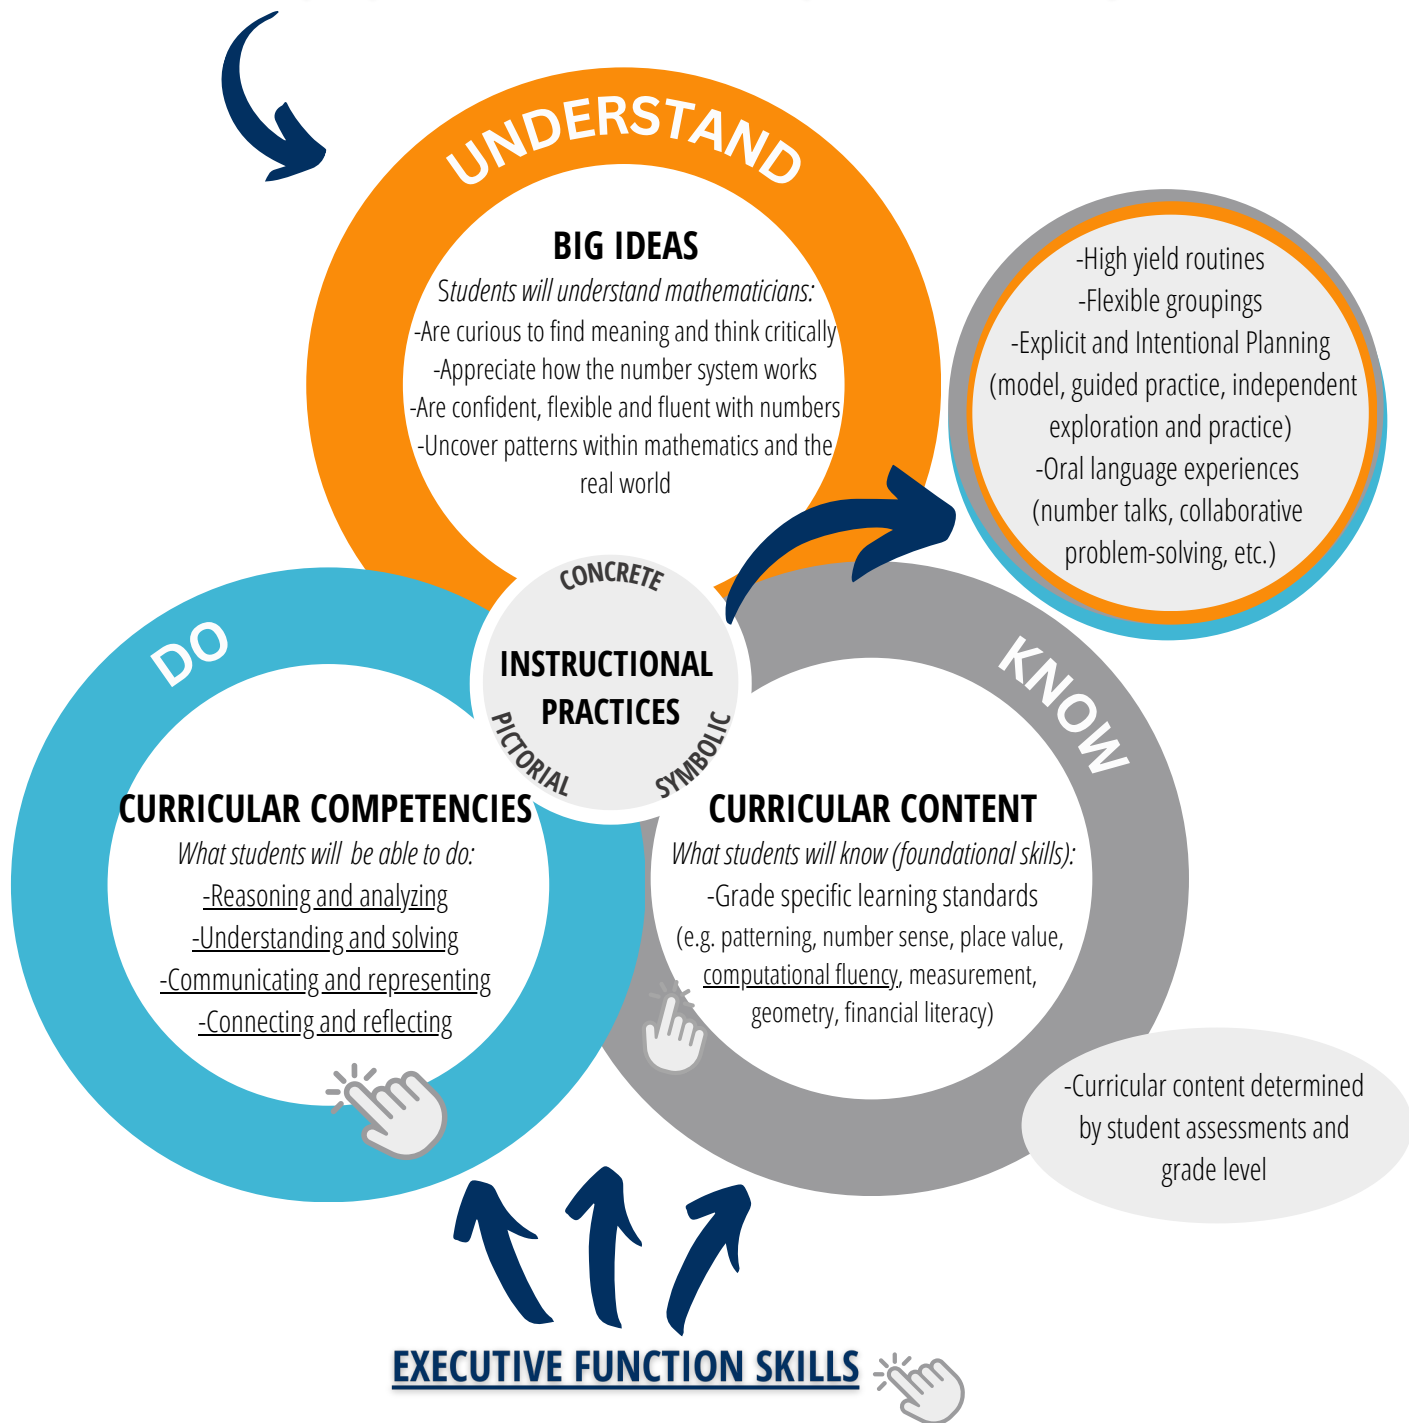 UNDERSTAND
BIG IDEAS
Students will understand mathematicians:
-Are curious to find meaning and think critically
-Appreciate how the number system works
-Are confident, flexible and fluent with numbers
-Uncover patterns within mathematics and the
real world
-High yield routines
-Flexible groupings
-Explicit and Intentional Planning
(model, guided practice, independent
exploration and practice)
-Oral language experiences
(number talks, collaborative
problem-solving, etc.)
CONCRETE
INSTRUCTIONAL
PRACTICES
PICTORIAL
SYMBOLIC
DO
CURRICULAR COMPETENCIES
What students will be able to do:
-Reasoning and analyzing
-Understanding and solving
-Communicating and representing
-Connecting and reflecting
KNOW
CURRICULAR CONTENT
What students will know (foundational skills):
-Grade specific learning standards
(e.g. patterning, number sense, place value,
computational fluency, measurement,
geometry, financial literacy)
-Curricular content determined
by student assessments and
grade level
EXECUTIVE FUNCTION SKILLS